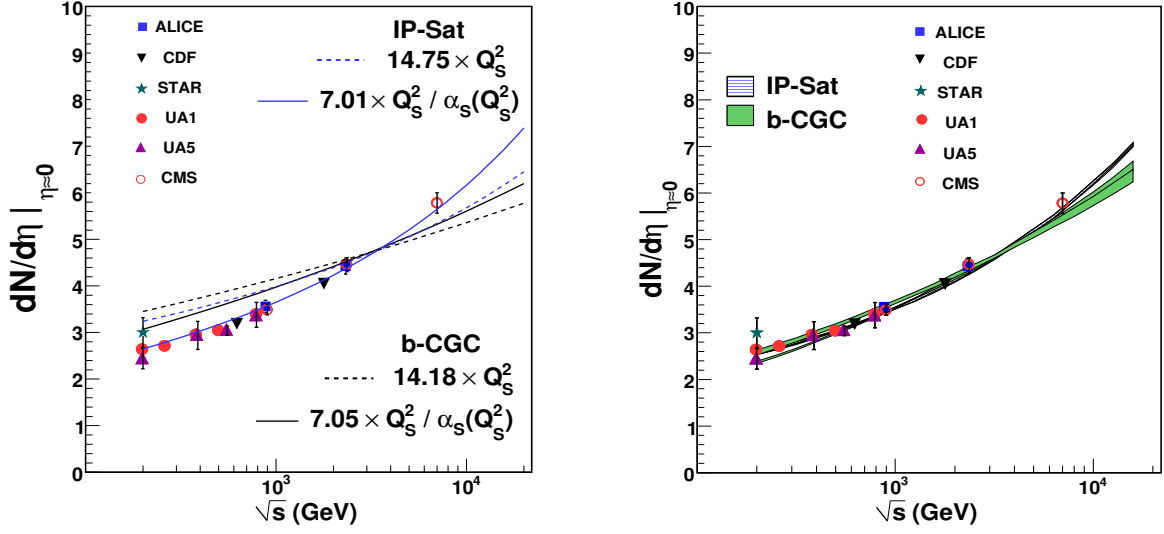 10
9
8
7
6
5
4
3
2
1
0
dN/dη|η≈0
ALICE
CDF
STAR
UA1
UA5
CMS
IP-Sat
14.75 × Q_S^2
7.01 × Q_S^2 / α_S(Q_S^2)
b-CGC
14.18 × Q_S^2
7.05 × Q_S^2 / α_S(Q_S^2)
10^3
10^4
√s (GeV)
10
9
8
7
6
5
4
3
2
1
0
dN/dη|η≈0
IP-Sat
b-CGC
ALICE
CDF
STAR
UA1
UA5
CMS
10^3
10^4
√s (GeV)